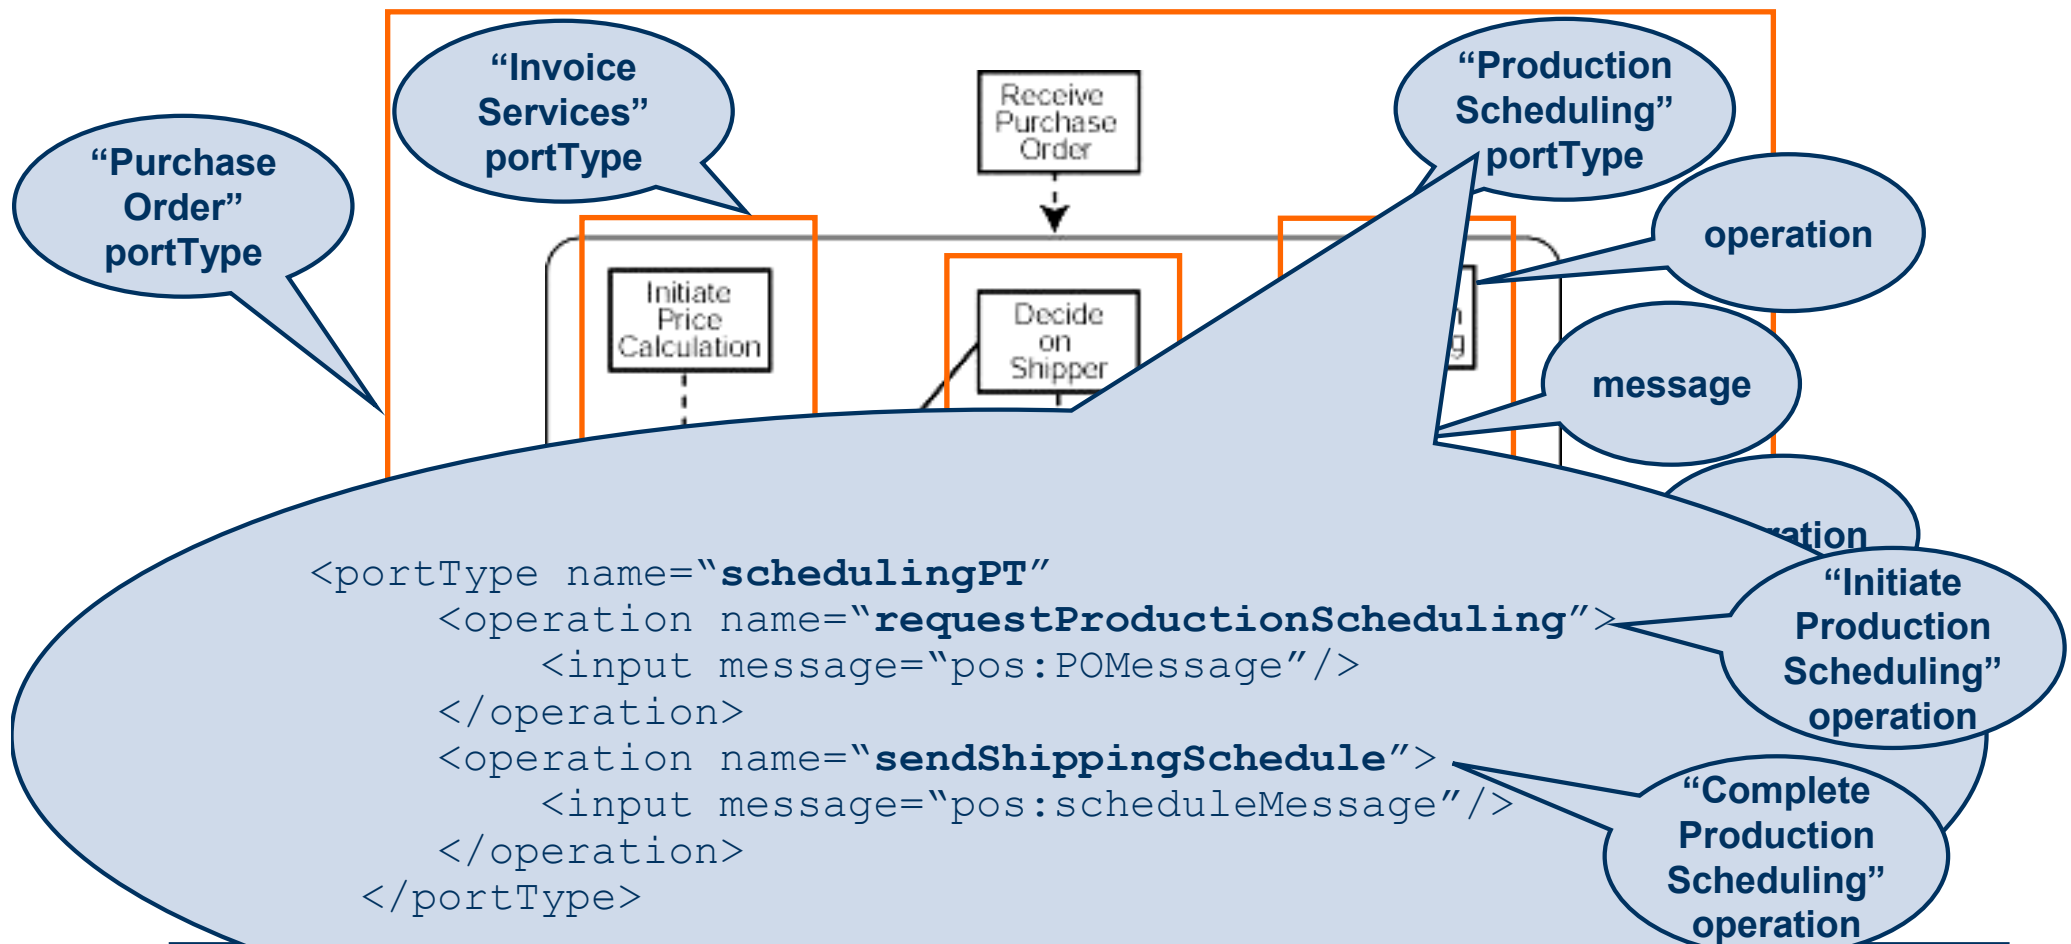 “Invoice
Services”
portType
“Production
Scheduling”
portType
Receive
Purchase
Order
“Purchase
Order”
portType
operation
Initiate
Price
Calculation
Decide
on
Shipper
message
<portType name=“schedulingPT”
<operation name=“requestProductionScheduling”>
<input message=“pos:POMessage”/>
</operation>
<operation name=“sendShippingSchedule”>
<input message=“pos:scheduleMessage”/>
</operation>
</portType>
“Initiate
Production
Scheduling”
operation
“Complete
Production
Scheduling”
operation